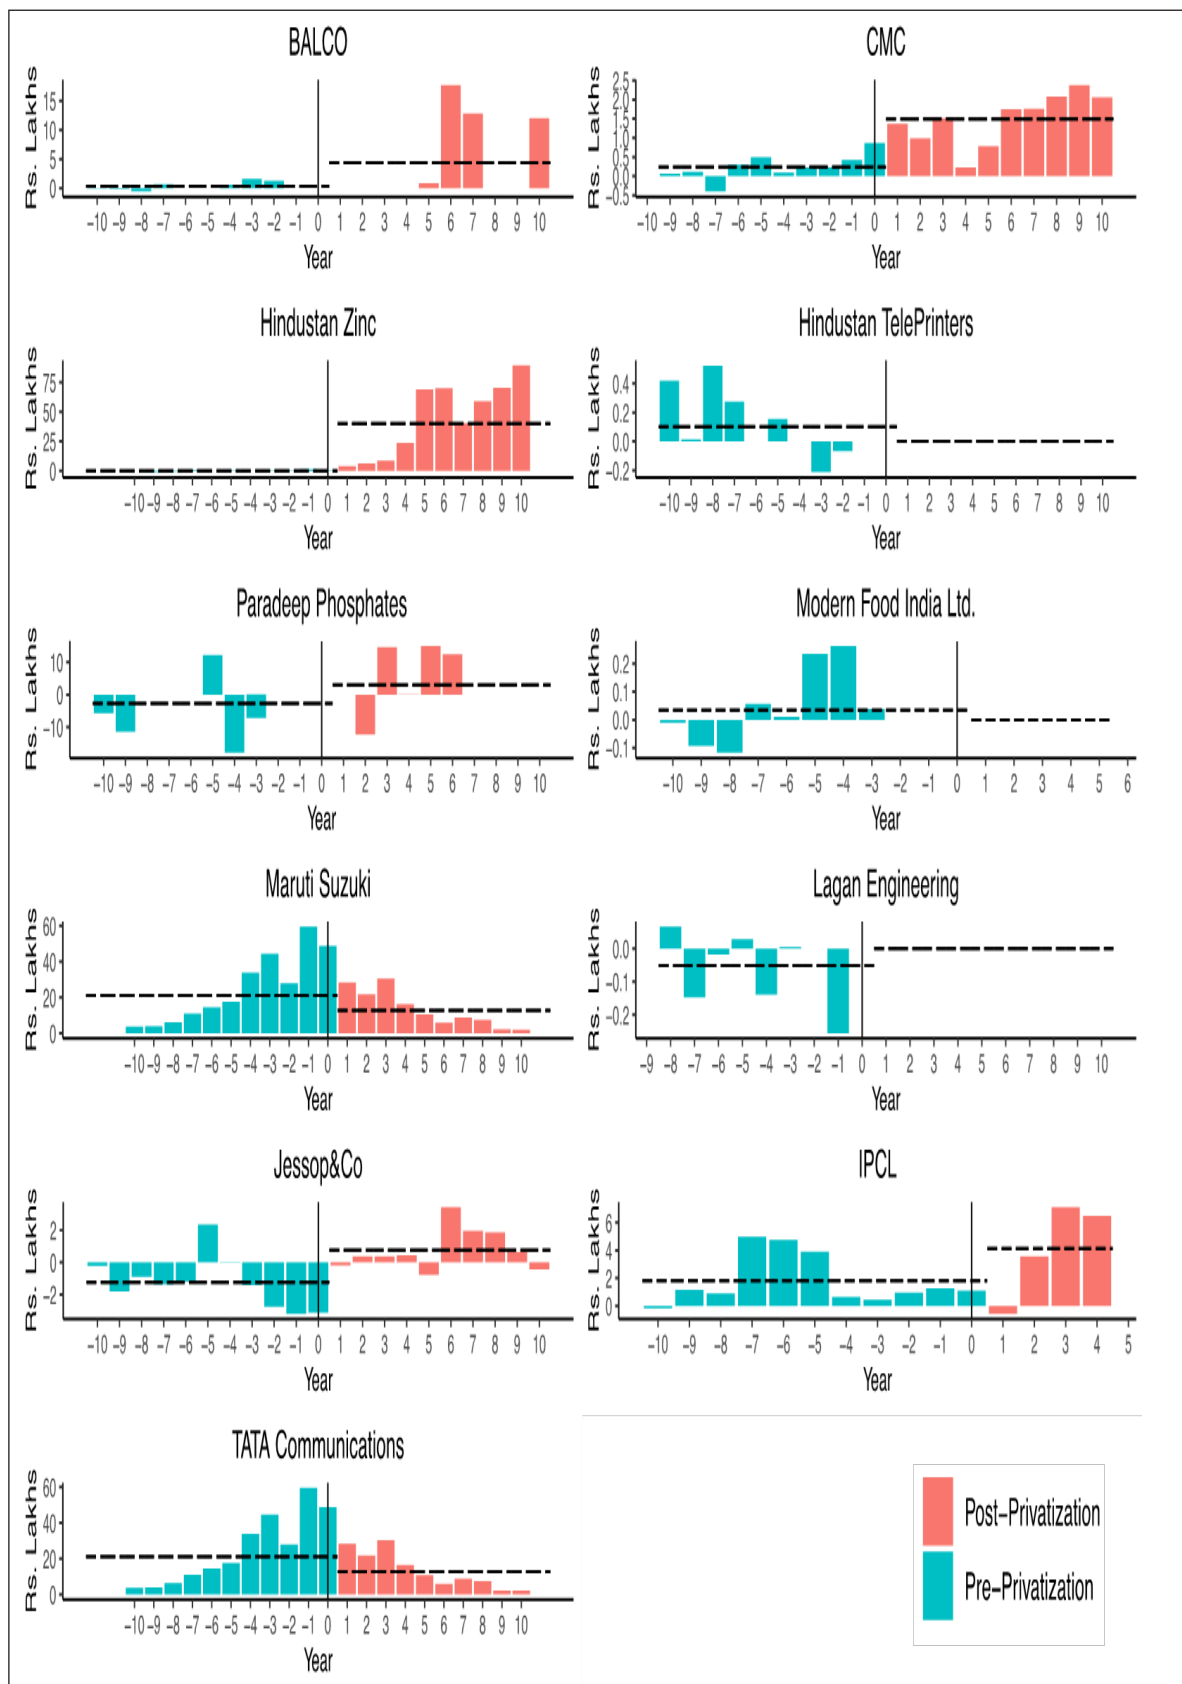 BALCO
Rs. Lakhs
15
10
5
0
−10 −9 −8 −7 −6 −5 −4 −3 −2 −1 0 1 2 3 4 5 6 7 8 9 10
Year
CMC
Rs. Lakhs
2.5
2.0
1.5
1.0
0.5
0.0
−0.5
−10 −9 −8 −7 −6 −5 −4 −3 −2 −1 0 1 2 3 4 5 6 7 8 9 10
Year
Hindustan Zinc
Rs. Lakhs
75
50
25
0
−10 −9 −8 −7 −6 −5 −4 −3 −2 −1 0 1 2 3 4 5 6 7 8 9 10
Year
Hindustan TelePrinters
Rs. Lakhs
0.4
0.2
0.0
−0.2
−10 −9 −8 −7 −6 −5 −4 −3 −2 −1 0 1 2 3 4 5 6 7 8 9 10
Year
Paradeep Phosphates
Rs. Lakhs
10
0
−10
−10 −9 −8 −7 −6 −5 −4 −3 −2 −1 0 1 2 3 4 5 6 7 8 9 10
Year
Modern Food India Ltd.
Rs. Lakhs
0.2
0.1
0.0
−0.1
−10 −9 −8 −7 −6 −5 −4 −3 −2 −1 0 1 2 3 4 5 6
Year
Maruti Suzuki
Rs. Lakhs
60
40
20
0
−10 −9 −8 −7 −6 −5 −4 −3 −2 −1 0 1 2 3 4 5 6 7 8 9 10
Year
Lagan Engineering
Rs. Lakhs
0.0
−0.1
−0.2
−9 −8 −7 −6 −5 −4 −3 −2 −1 0 1 2 3 4 5 6 7 8 9 10
Year
Jessop&Co
Rs. Lakhs
2
0
−2
−10 −9 −8 −7 −6 −5 −4 −3 −2 −1 0 1 2 3 4 5 6 7 8 9 10
Year
IPCL
Rs. Lakhs
6
4
2
0
−10 −9 −8 −7 −6 −5 −4 −3 −2 −1 0 1 2 3 4 5
Year
TATA Communications
Rs. Lakhs
60
40
20
0
−10 −9 −8 −7 −6 −5 −4 −3 −2 −1 0 1 2 3 4 5 6 7 8 9 10
Year
Post−Privatization
Pre−Privatization